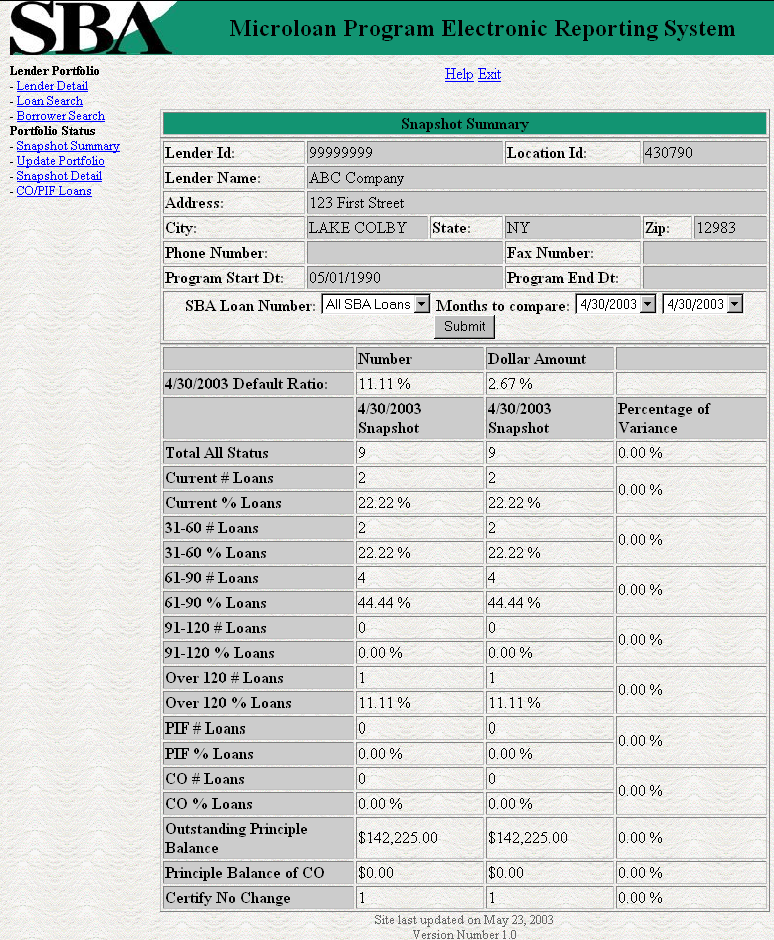 SBA
Microloan Program Electronic Reporting System
Lender Portfolio
- Lender Detail
- Loan Search
- Borrower Search
Portfolio Status
- Snapshot Summary
- Update Portfolio
- Snapshot Detail
- CO/PIF Loans
Help Exit
Snapshot Summary
Lender Id: 99999999 Location Id: 430790
Lender Name: ABC Company
Address: 123 First Street
City: LAKE COLBY State: NY Zip: 12983
Phone Number: Fax Number:
Program Start Dt: 05/01/1990 Program End Dt:
SBA Loan Number: All SBA Loans Months to compare: 4/30/2003 4/30/2003
Submit
Number Dollar Amount
4/30/2003 Default Ratio: 11.11 % 2.67 %
4/30/2003 4/30/2003 Percentage of
Snapshot Snapshot Variance
Total All Status 9 9 0.00 %
Current # Loans 2 2
0.00 %
Current % Loans 22.22 % 22.22 %
31-60 # Loans 2 2
0.00 %
31-60 % Loans 22.22 % 22.22 %
61-90 # Loans 4 4
0.00 %
61-90 % Loans 44.44 % 44.44 %
91-120 # Loans 0 0
0.00 %
91-120 % Loans 0.00 % 0.00 %
Over 120 # Loans 1 1
0.00 %
Over 120 % Loans 11.11 % 11.11 %
PIF # Loans 0 0
0.00 %
PIF % Loans 0.00 % 0.00 %
CO # Loans 0 0
0.00 %
CO % Loans 0.00 % 0.00 %
Outstanding Principle
Balance $142,225.00 $142,225.00 0.00 %
Principle Balance of CO $0.00 $0.00 0.00 %
Certify No Change 1 1 0.00 %
Site last updated on May 23, 2003
Version Number 1.0